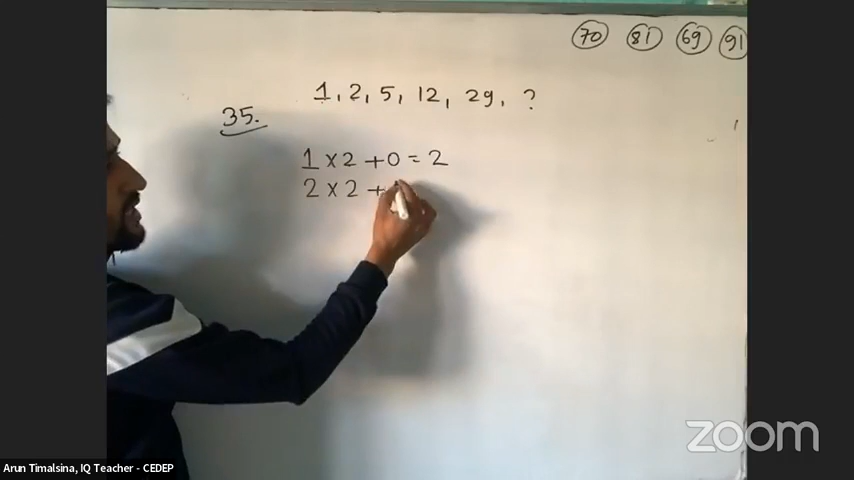 70 81 69 91
1, 2, 5, 12, 29, ?
35.
1 × 2 + 0 = 2
2 × 2 +
zoom
Arun Timalsina, IQ Teacher - CEDEP